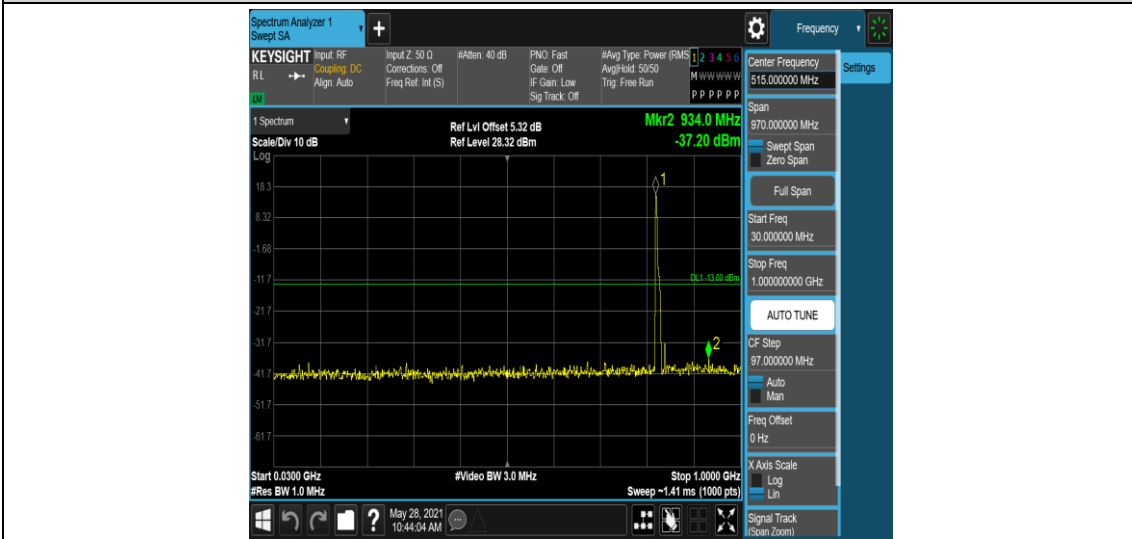 Spectrum Analyzer 1
Swept SA
+
Frequency
KEYSIGHT
RL
Input: RF
Coupling: DC
Align: Auto
Input Z: 50 Ω
Corrections: Off
Freq Ref: Int (S)
#Atten: 40 dB
PNO: Fast
Gate: Off
IF Gain: Low
Sig Track: Off
#Avg Type: Power (RMS
Avg|Hold: 50/50
Trig: Free Run
1 2 3 4 5 6
M W W W W W
P P P P P P
1 Spectrum
Scale/Div 10 dB
Log
Ref Lvl Offset 5.32 dB
Ref Level 28.32 dBm
Mkr2 934.0 MHz
-37.20 dBm
18.3
8.32
-1.68
-11.7
-21.7
-31.7
-41.7
-51.7
-61.7
1
DL1 -13.00 dBm
2
Start 0.0300 GHz
#Res BW 1.0 MHz
#Video BW 3.0 MHz
Stop 1.0000 GHz
Sweep ~1.41 ms (1000 pts)
?
May 28, 2021
10:44:04 AM
Center Frequency
515.000000 MHz
Span
970.000000 MHz
Swept Span
Zero Span
Full Span
Start Freq
30.000000 MHz
Stop Freq
1.000000000 GHz
AUTO TUNE
CF Step
97.000000 MHz
Auto
Man
Freq Offset
0 Hz
X Axis Scale
Log
Lin
Signal Track
(Span Zoom)
Settings